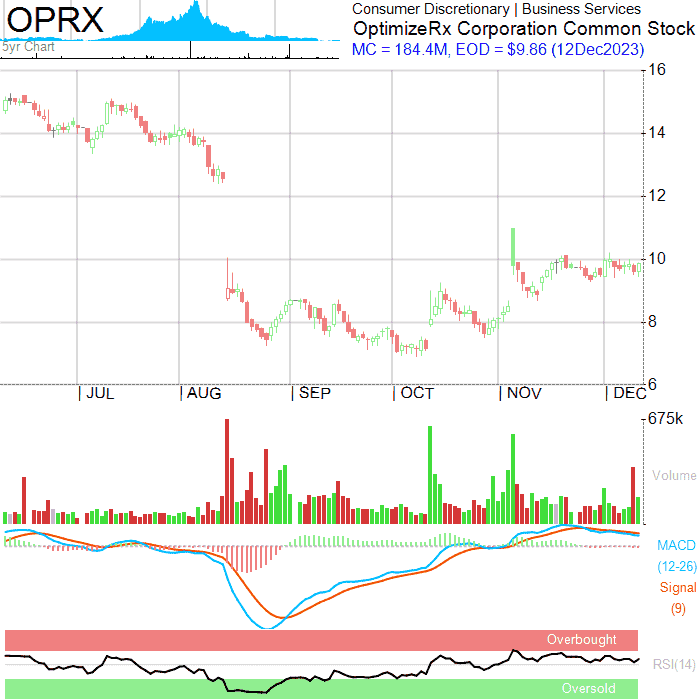 OPRX
5yr Chart
Consumer Discretionary | Business Services
OptimizeRx Corporation Common Stock
MC = 184.4M, EOD = $9.86 (12Dec2023)
16
14
12
10
8
6
JUL AUG SEP OCT NOV DEC
675k
Volume
MACD
(12-26)
Signal
(9)
Overbought
RSI(14)
Oversold